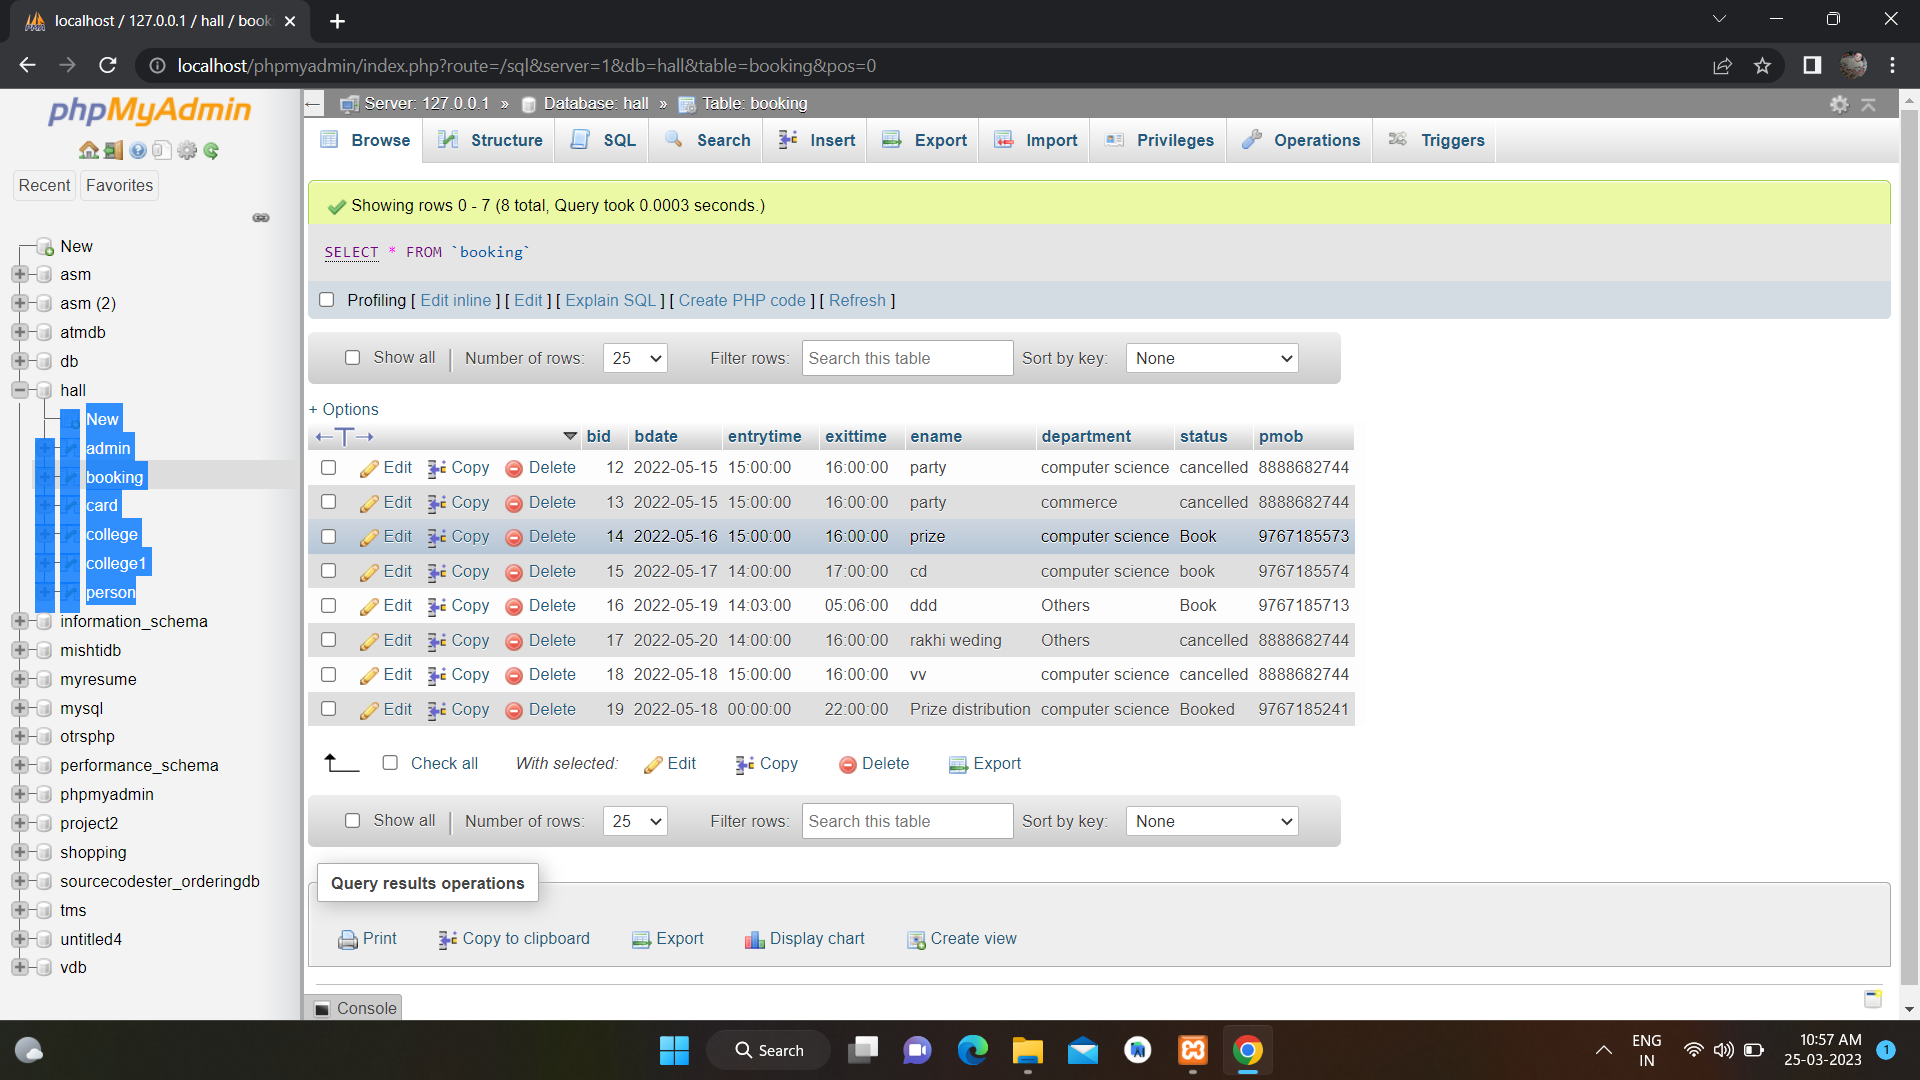 localhost / 127.0.0.1 / hall / book
localhost/phpmyadmin/index.php?route=/sql&server=1&db=hall&table=booking&pos=0
phpMyAdmin
Recent Favorites
New
asm
asm (2)
atmdb
db
hall
New
admin
booking
card
college
college1
person
information_schema
mishtidb
myresume
mysql
otrsphp
performance_schema
phpmyadmin
project2
shopping
sourcecodester_orderingdb
tms
untitled4
vdb
Server: 127.0.0.1 » Database: hall » Table: booking
Browse Structure SQL Search Insert Export Import Privileges Operations Triggers
Showing rows 0 - 7 (8 total, Query took 0.0003 seconds.)
SELECT * FROM `booking`
Profiling [ Edit inline ] [ Edit ] [ Explain SQL ] [ Create PHP code ] [ Refresh ]
Show all Number of rows: 25 Filter rows: Search this table Sort by key: None
+ Options
←T→ bid bdate entrytime exittime ename department status pmob
Edit Copy Delete 12 2022-05-15 15:00:00 16:00:00 party computer science cancelled 8888682744
Edit Copy Delete 13 2022-05-15 15:00:00 16:00:00 party commerce cancelled 8888682744
Edit Copy Delete 14 2022-05-16 15:00:00 16:00:00 prize computer science Book 9767185573
Edit Copy Delete 15 2022-05-17 14:00:00 17:00:00 cd computer science book 9767185574
Edit Copy Delete 16 2022-05-19 14:03:00 05:06:00 ddd Others Book 9767185713
Edit Copy Delete 17 2022-05-20 14:00:00 16:00:00 rakhi weding Others cancelled 8888682744
Edit Copy Delete 18 2022-05-18 15:00:00 16:00:00 vv computer science cancelled 8888682744
Edit Copy Delete 19 2022-05-18 00:00:00 22:00:00 Prize distribution computer science Booked 9767185241
Check all With selected: Edit Copy Delete Export
Show all Number of rows: 25 Filter rows: Search this table Sort by key: None
Query results operations
Print Copy to clipboard Export Display chart Create view
Console
Search
ENG
IN
10:57 AM
25-03-2023
1